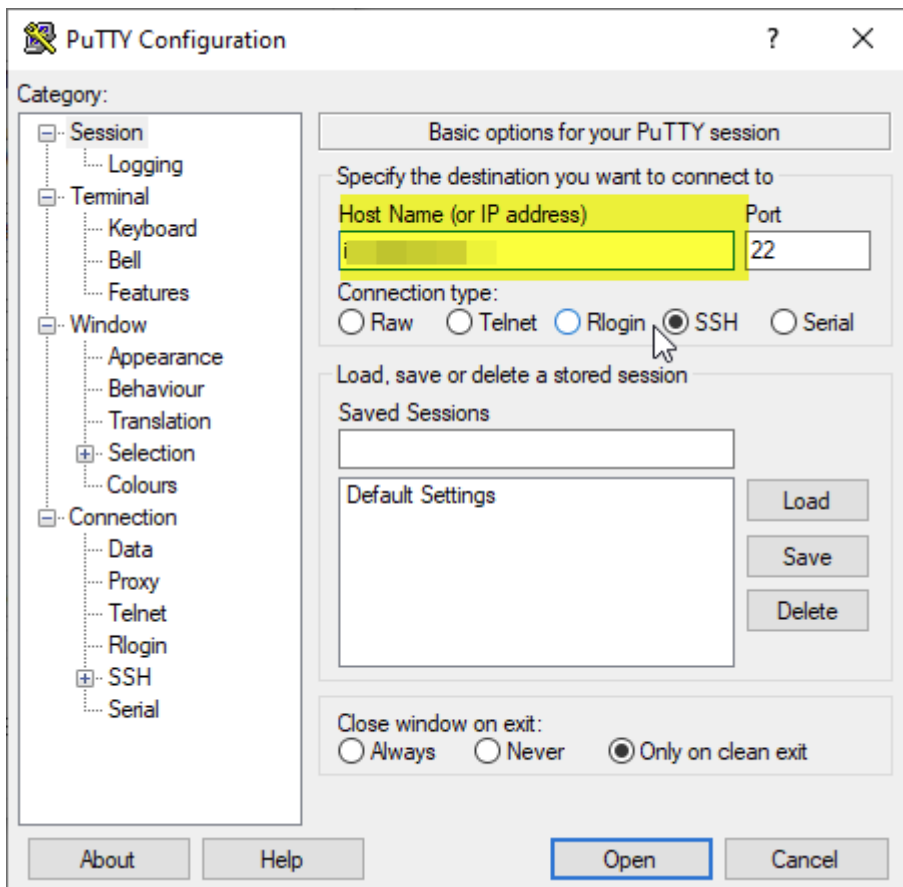 PuTTY Configuration
?
Category:
Session
Logging
Terminal
Keyboard
Bell
Features
Window
Appearance
Behaviour
Translation
Selection
Colours
Connection
Data
Proxy
Telnet
Rlogin
SSH
Serial
Basic options for your PuTTY session
Specify the destination you want to connect to
Host Name (or IP address) Port
22
Connection type:
Raw Telnet Rlogin SSH Serial
Load, save or delete a stored session
Saved Sessions
Default Settings
Load
Save
Delete
Close window on exit:
Always Never Only on clean exit
About Help Open Cancel